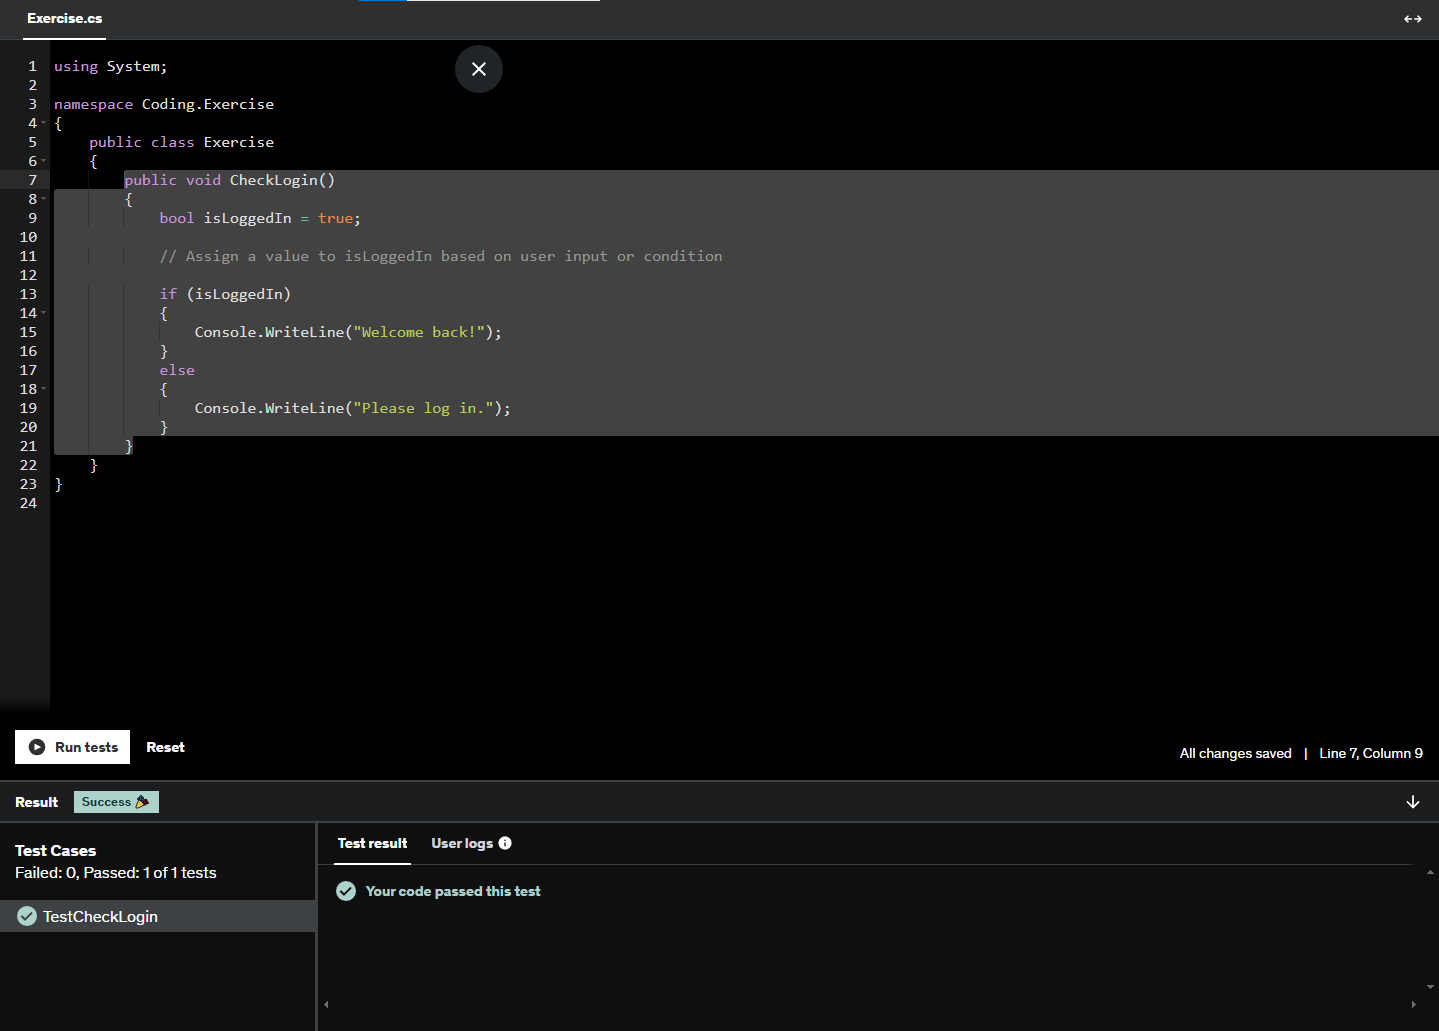 Exercise.cs
1 using System;
2
3 namespace Coding.Exercise
4 {
5 public class Exercise
6 {
7 public void CheckLogin()
8 {
9 bool isLoggedIn = true;
10
11 // Assign a value to isLoggedIn based on user input or condition
12
13 if (isLoggedIn)
14 {
15 Console.WriteLine("Welcome back!");
16 }
17 else
18 {
19 Console.WriteLine("Please log in.");
20 }
21 }
22 }
23 }
24
Run tests Reset
All changes saved | Line 7, Column 9
Result Success
Test Cases
Failed: 0, Passed: 1 of 1 tests
TestCheckLogin
Test result User logs
Your code passed this test